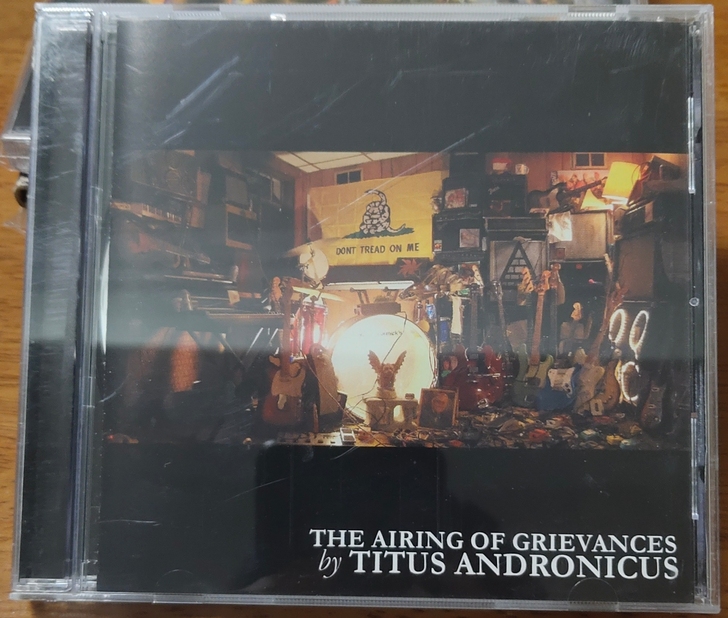 DONT TREAD ON ME
THE AIRING OF GRIEVANCES
by TITUS ANDRONICUS